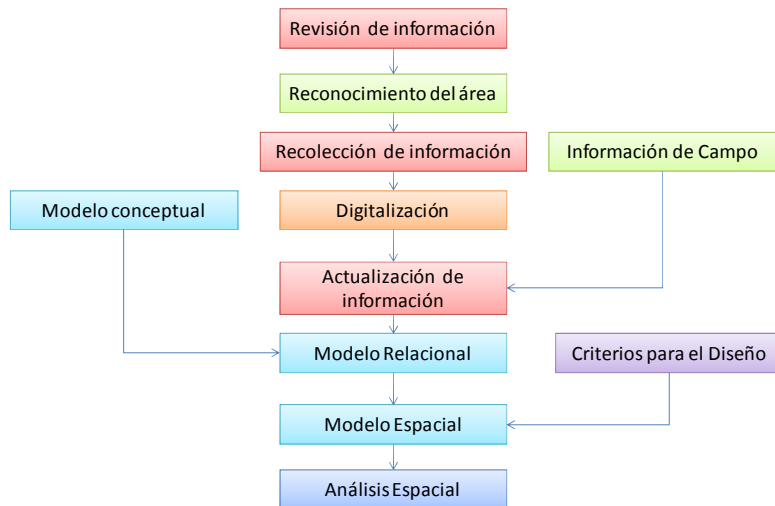 Revisión de información
Reconocimiento del área
Recolección de información
Información de Campo
Modelo conceptual
Digitalización
Actualización de
información
Modelo Relacional
Criterios para el Diseño
Modelo Espacial
Análisis Espacial